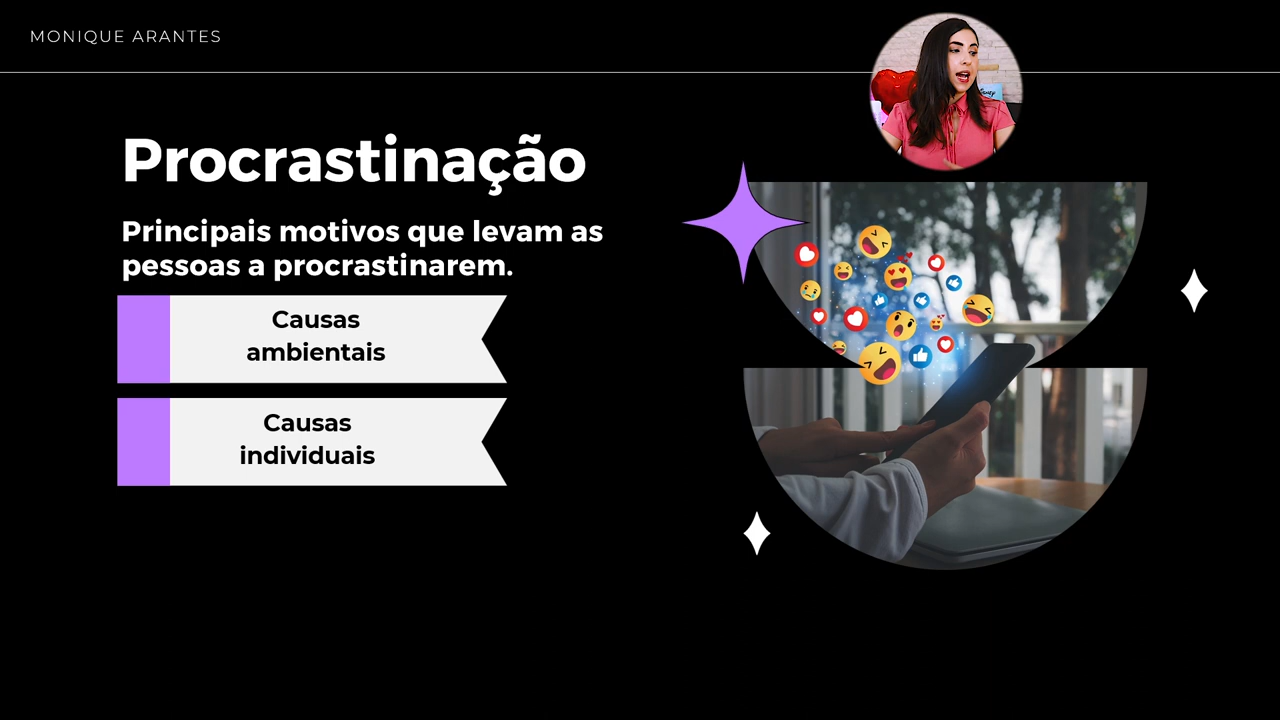 MONIQUE ARANTES
Procrastinação
Principais motivos que levam as
pessoas a procrastinarem.
Causas
ambientais
Causas
individuais